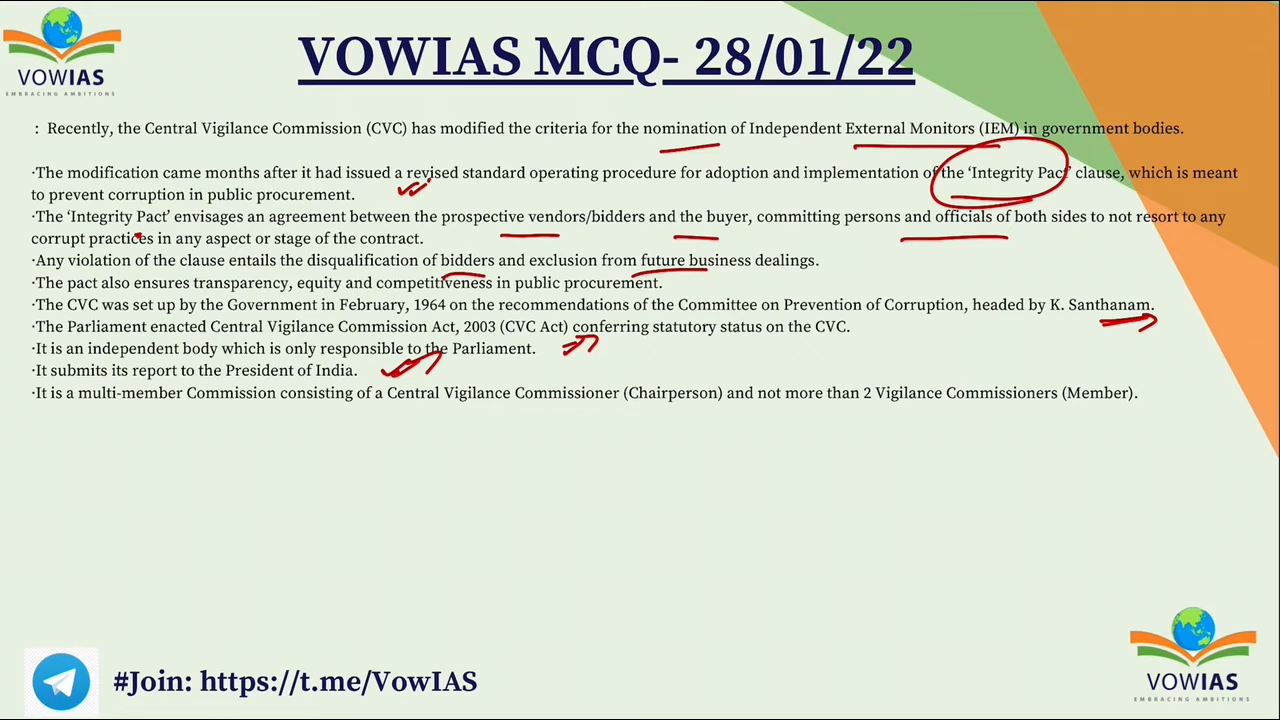 VOWIAS
EMBRACING AMBITIONS
VOWIAS MCQ- 28/01/22
: Recently, the Central Vigilance Commission (CVC) has modified the criteria for the nomination of Independent External Monitors (IEM) in government bodies.
·The modification came months after it had issued a revised standard operating procedure for adoption and implementation of the ‘Integrity Pact’ clause, which is meant
to prevent corruption in public procurement.
·The ‘Integrity Pact’ envisages an agreement between the prospective vendors/bidders and the buyer, committing persons and officials of both sides to not resort to any
corrupt practices in any aspect or stage of the contract.
·Any violation of the clause entails the disqualification of bidders and exclusion from future business dealings.
·The pact also ensures transparency, equity and competitiveness in public procurement.
·The CVC was set up by the Government in February, 1964 on the recommendations of the Committee on Prevention of Corruption, headed by K. Santhanam.
·The Parliament enacted Central Vigilance Commission Act, 2003 (CVC Act) conferring statutory status on the CVC.
·It is an independent body which is only responsible to the Parliament.
·It submits its report to the President of India.
·It is a multi-member Commission consisting of a Central Vigilance Commissioner (Chairperson) and not more than 2 Vigilance Commissioners (Member).
#Join: https://t.me/VowIAS
VOWIAS
EMBRACING AMBITIONS